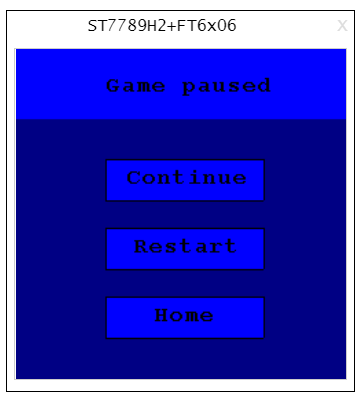 ST7789H2+FT6x06 X
Game paused
Continue
Restart
Home